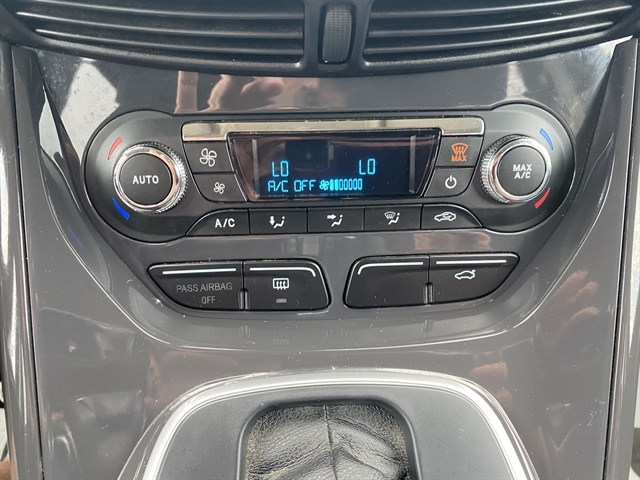 LO LO
A/C OFF
MAX
AUTO
MAX
A/C
A/C
PASS AIRBAG
OFF